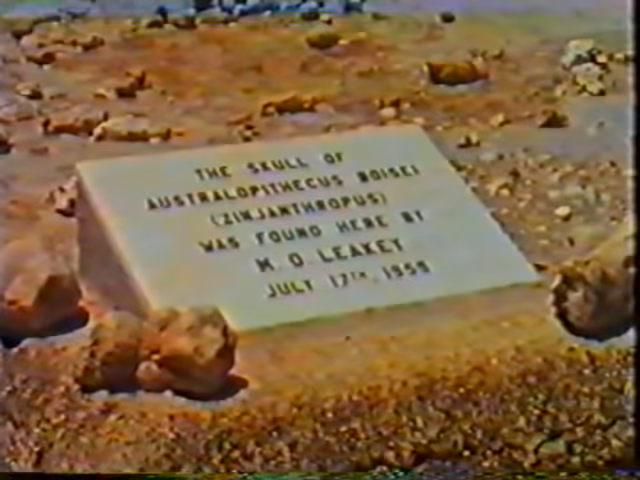 THE SKULL OF
AUSTRALOPITHECUS BOISEI
(ZINJANTHROPUS)
WAS FOUND HERE BY
M. D. LEAKEY
JULY 17TH, 1959